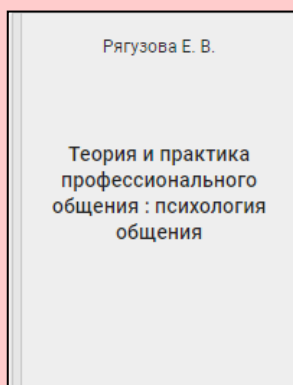 Рягузова Е. В.
Теория и практика
профессионального
общения : психология
общения